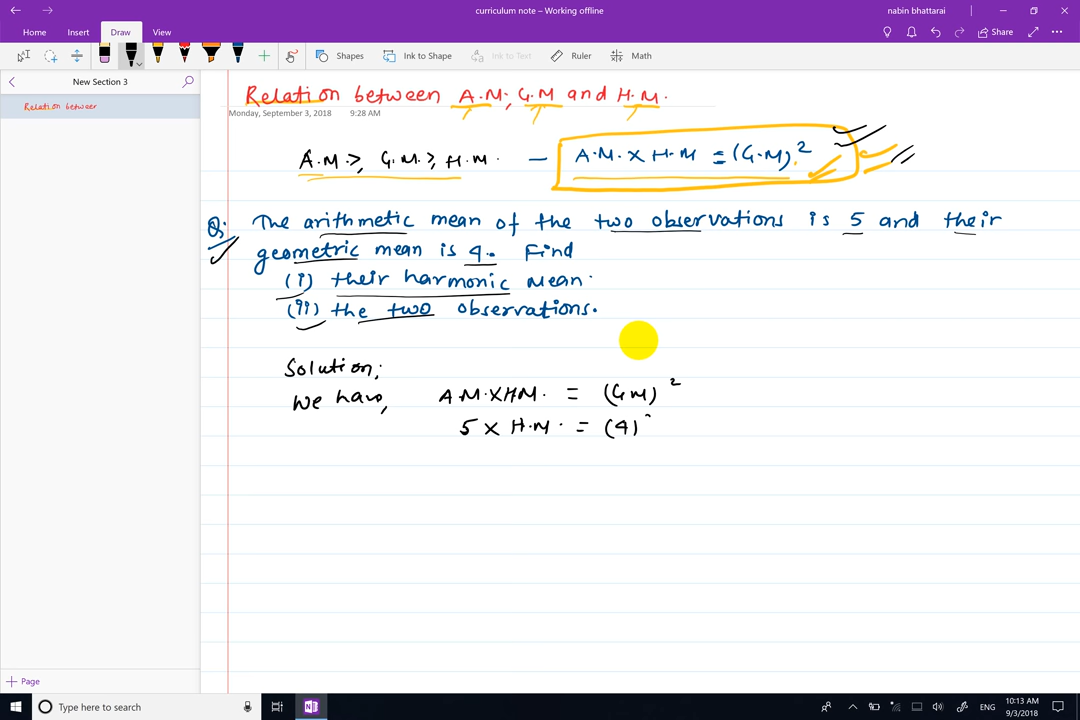 curriculum note – Working offline
nabin bhattarai
Home Insert Draw View
Share
Shapes Ink to Shape Ink to Text Ruler Math
New Section 3
Relation between
Relation between A.M, G.M and H.M.
Monday, September 3, 2018 9:28 AM
A.M ≥, G.M ≥, H.M. – A.M. × H.M = (G.M)²
Q. The arithmetic mean of the two observations is 5 and their
geometric mean is 4. Find
(i) their harmonic mean.
(ii) the two observations.
Solution,
We have, A.M. × HM. = (GM)²
5 × H.M. = (4)²
+ Page
Type here to search
ENG
10:13 AM
9/3/2018